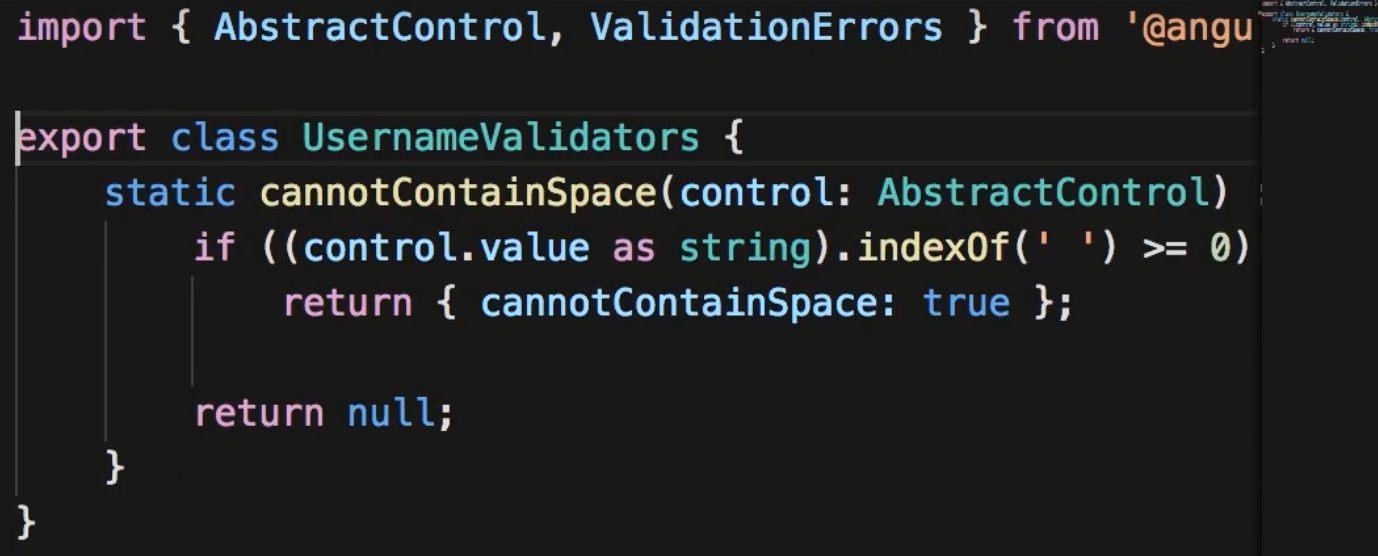 import { AbstractControl, ValidationErrors } from '@angu
export class UsernameValidators {
static cannotContainSpace(control: AbstractControl) :
if ((control.value as string).indexOf(' ') >= 0)
return { cannotContainSpace: true };
return null;
}
}